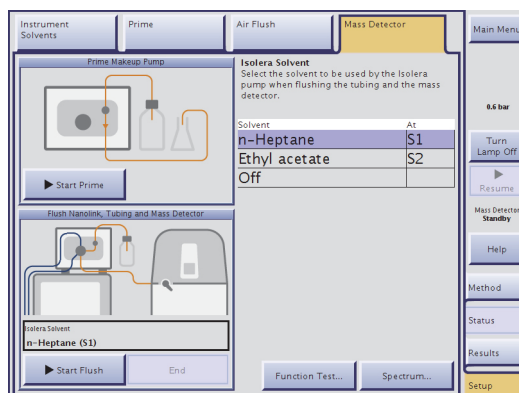 Instrument
Solvents
Prime
Air Flush
Mass Detector
Main Menu
Prime Makeup Pump
Start Prime
Flush Nanolink, Tubing and Mass Detector
Isolera Solvent
n-Heptane (S1)
Start Flush
End
Isolera Solvent
Select the solvent to be used by the Isolera
pump when flushing the tubing and the mass
detector.
Solvent At
n-Heptane S1
Ethyl acetate S2
Off
Function Test...
Spectrum...
0.6 bar
Turn
Lamp Off
Resume
Mass Detector
Standby
Help
Method
Status
Results
Setup